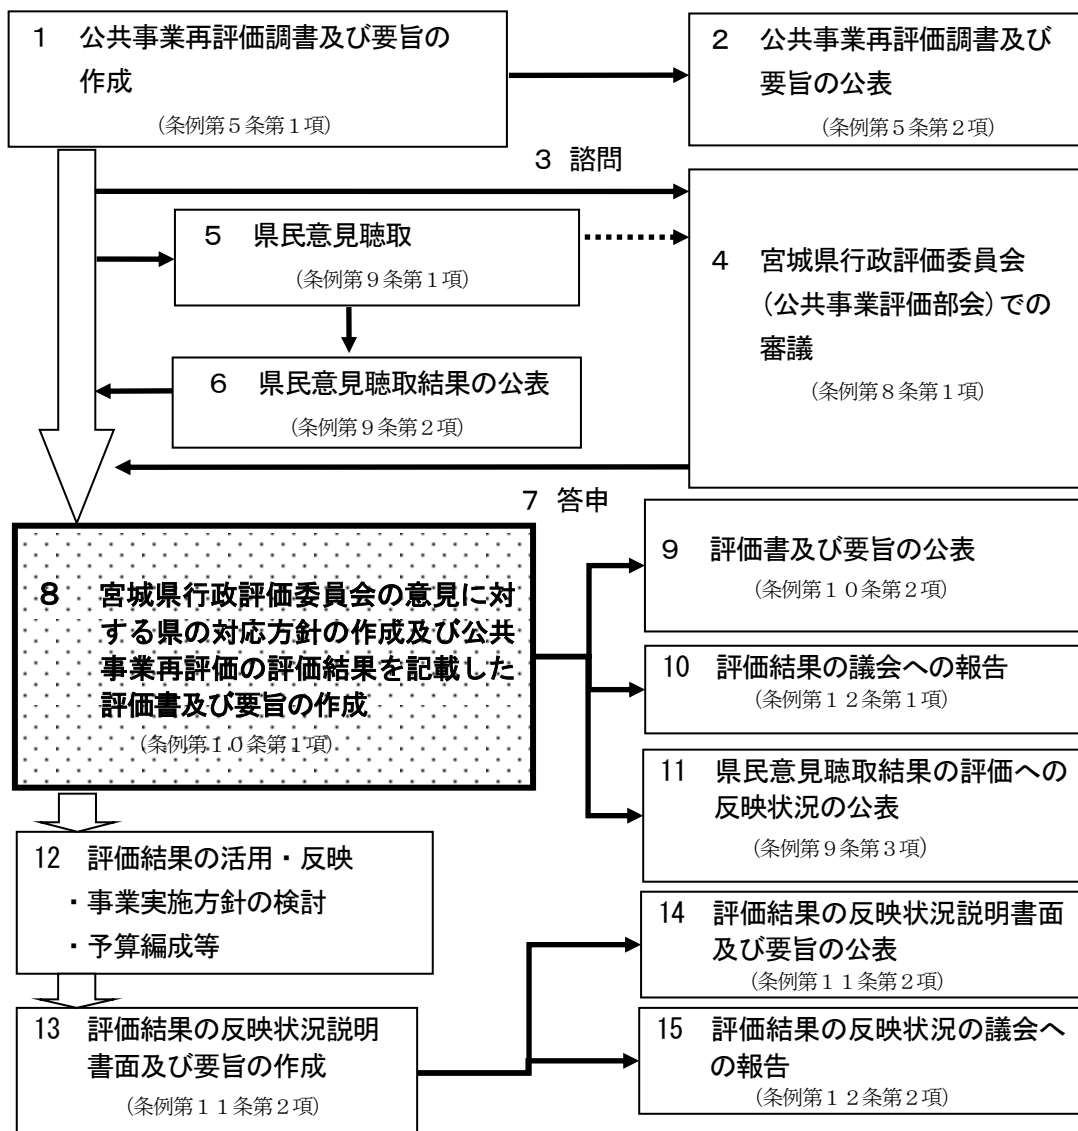 1 公共事業再評価調書及び要旨の
作成
(条例第5条第1項)
2 公共事業再評価調書及び
要旨の公表
(条例第5条第2項)
3 諮問
4 宮城県行政評価委員会
(公共事業評価部会)での
審議
(条例第8条第1項)
5 県民意見聴取
(条例第9条第1項)
6 県民意見聴取結果の公表
(条例第9条第2項)
7 答申
8 宮城県行政評価委員会の意見に対
する県の対応方針の作成及び公共
事業再評価の評価結果を記載した
評価書及び要旨の作成
(条例第10条第1項)
9 評価書及び要旨の公表
(条例第10条第2項)
10 評価結果の議会への報告
(条例第12条第1項)
11 県民意見聴取結果の評価への
反映状況の公表
(条例第9条第3項)
12 評価結果の活用・反映
・事業実施方針の検討
・予算編成等
13 評価結果の反映状況説明
書面及び要旨の作成
(条例第11条第2項)
14 評価結果の反映状況説明書面
及び要旨の公表
(条例第11条第2項)
15 評価結果の反映状況の議会へ
の報告
(条例第12条第2項)